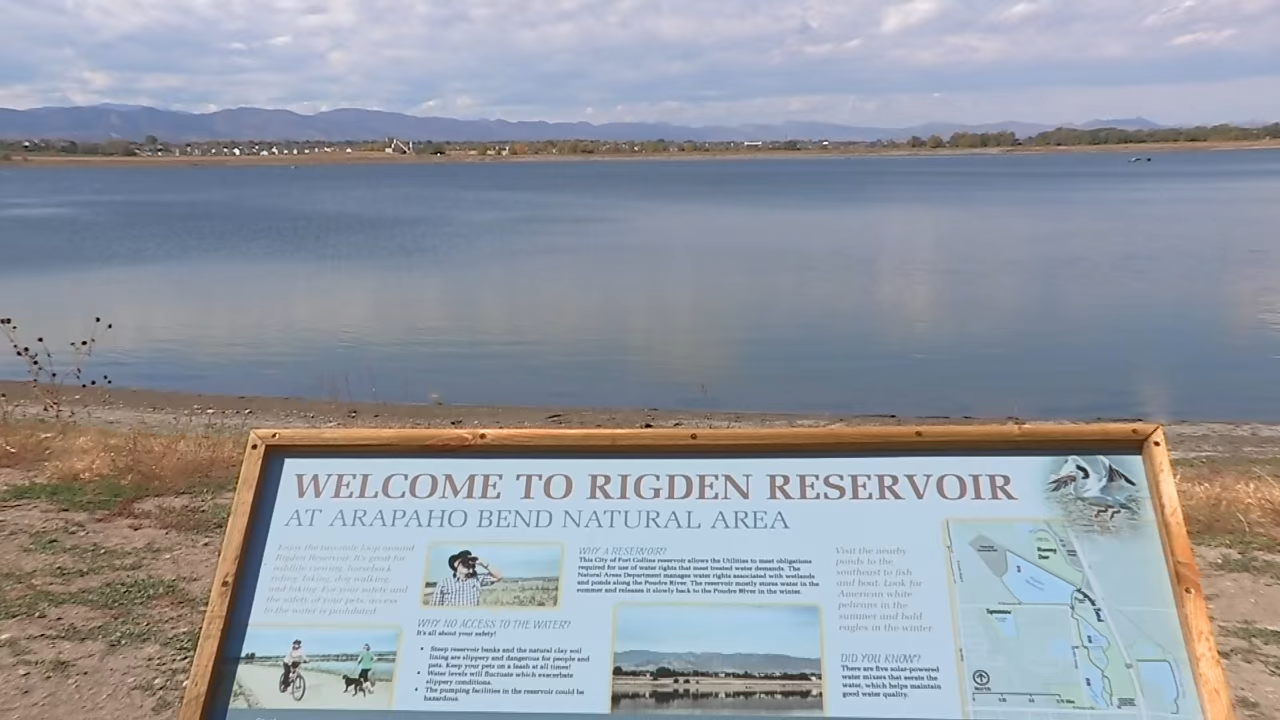 WELCOME TO RIGDEN RESERVOIR
AT ARAPAHO BEND NATURAL AREA
Enjoy the two-mile loop around
Rigden Reservoir. It's great for
wildlife viewing, horseback
riding, biking, dog walking,
and hiking. For your safety and
the safety of your pets, access
to the water is prohibited.
WHY NO ACCESS TO THE WATER?
It's all about your safety!
• Steep reservoir banks and the natural clay soil
lining are slippery and dangerous for people and
pets. Keep your pets on a leash at all times!
• Water levels will fluctuate which exacerbate
slippery conditions.
• The pumping facilities in the reservoir could be
hazardous.
WHY A RESERVOIR?
This City of Fort Collins reservoir allows the Utilities to meet obligations
required for use of water rights that meet treated water demands. The
Natural Areas Department manages water rights associated with wetlands
and ponds along the Poudre River. The reservoir mostly stores water in the
summer and releases it slowly back to the Poudre River in the winter.
Visit the nearby
ponds to the
southeast to fish
and boat. Look for
American white
pelicans in the
summer and bald
eagles in the winter.
DID YOU KNOW?
There are five solar-powered
water mixers that aerate the
water, which helps maintain
good water quality.
North